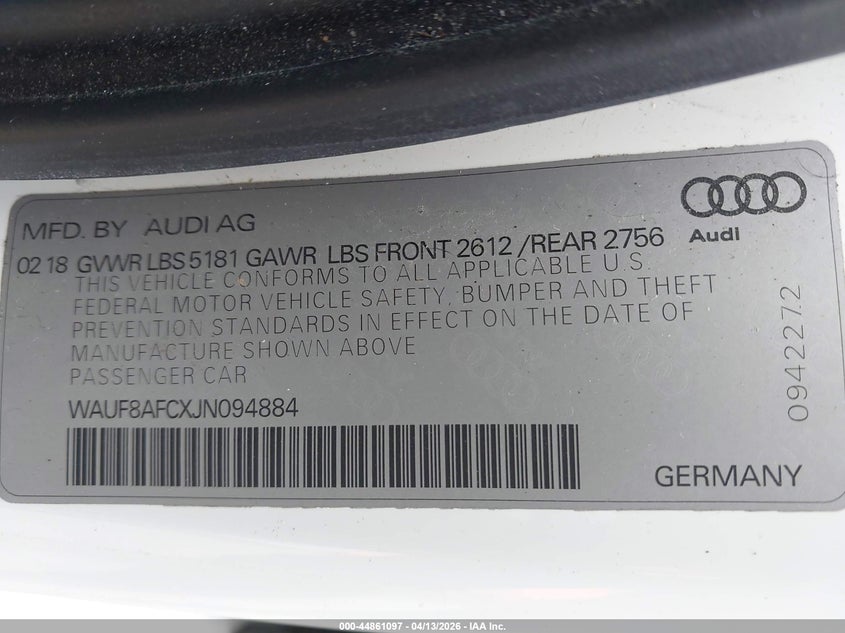 MFD. BY AUDI AG
02 18 GVWR LBS 5181 GAWR LBS FRONT 2612 /REAR 2756
Audi
THIS VEHICLE CONFORMS TO ALL APPLICABLE U.S.
FEDERAL MOTOR VEHICLE SAFETY, BUMPER AND THEFT
PREVENTION STANDARDS IN EFFECT ON THE DATE OF
MANUFACTURE SHOWN ABOVE
PASSENGER CAR
WAUF8AFCXJN094884
0942272
GERMANY
000-44861097 - 04/13/2026 - IAA Inc.